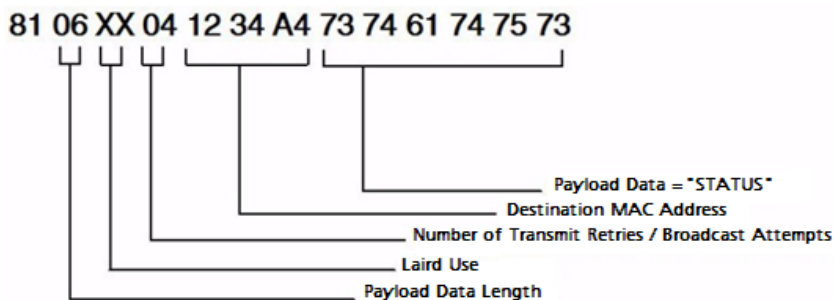 81 06 XX 04 12 34 A4 73 74 61 74 75 73
Payload Data = "STATUS"
Destination MAC Address
Number of Transmit Retries / Broadcast Attempts
Laird Use
Payload Data Length